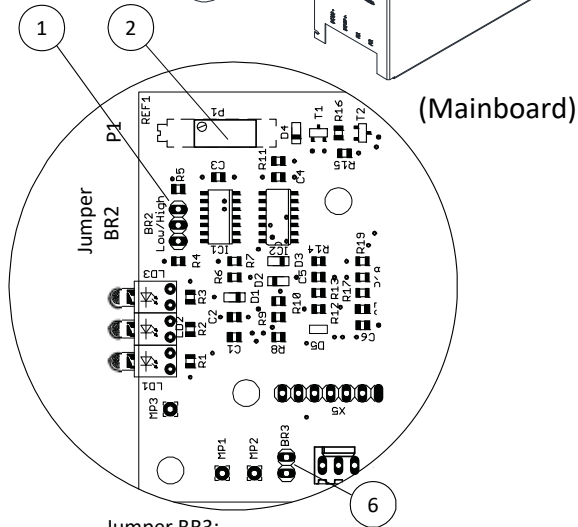 1
2
(Mainboard)
P1
Jumper
BR2
REF1
P1
D4
T1
R16
T2
R15
R11
C4
C3
R5
BR2
Low/High
IC1
IC2
R4
R7
R6
D3
D2
C5
R14
R19
R13
R17
R12
R10
D1
C2
R9
C1
R8
D5
C6
LD3
R3
LD2
R2
R1
LD1
MP3
X5
MP1
MP2
BR3
6
Jumper BR3: